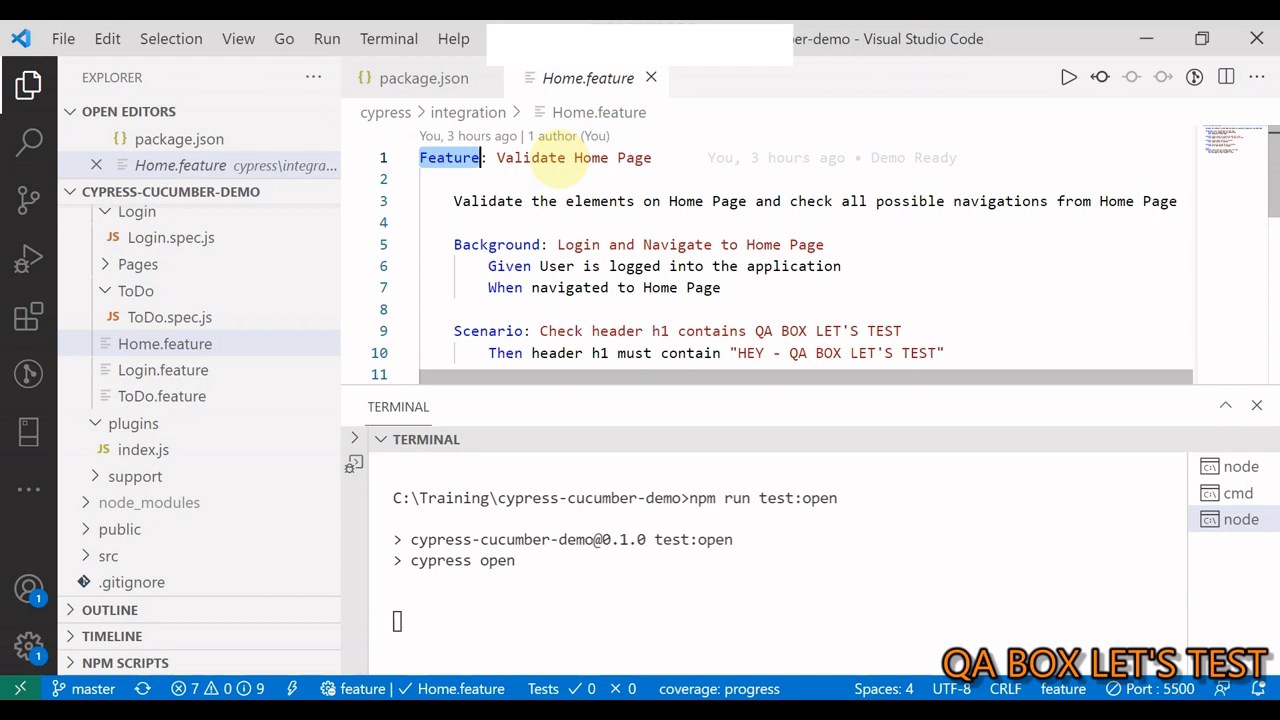 File Edit Selection View Go Run Terminal Help
-demo - Visual Studio Code
EXPLORER
OPEN EDITORS
package.json
Home.feature cypress\integra...
CYPRESS-CUCUMBER-DEMO
Login
Login.spec.js
Pages
ToDo
ToDo.spec.js
Home.feature
Login.feature
ToDo.feature
plugins
index.js
support
node_modules
public
src
.gitignore
OUTLINE
TIMELINE
NPM SCRIPTS
package.json
Home.feature
cypress > integration > Home.feature
You, 3 hours ago | 1 author (You)
1 Feature: Validate Home Page You, 3 hours ago • Demo Ready
2
3 Validate the elements on Home Page and check all possible navigations from Home Page
4
5 Background: Login and Navigate to Home Page
6 Given User is logged into the application
7 When navigated to Home Page
8
9 Scenario: Check header h1 contains QA BOX LET'S TEST
10 Then header h1 must contain "HEY - QA BOX LET'S TEST"
11
TERMINAL
TERMINAL
C:\Training\cypress-cucumber-demo>npm run test:open
> cypress-cucumber-demo@0.1.0 test:open
> cypress open
node
cmd
node
QA BOX LET'S TEST
master 7 0 9 feature | ✓ Home.feature Tests ✓ 0 × 0 coverage: progress Spaces: 4 UTF-8 CRLF feature Port : 5500
1
1